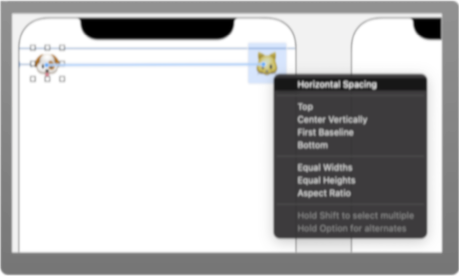 Horizontal Spacing
Top
Center Vertically
First Baseline
Bottom
Equal Widths
Equal Heights
Aspect Ratio
Hold Shift to select multiple
Hold Option for alternates